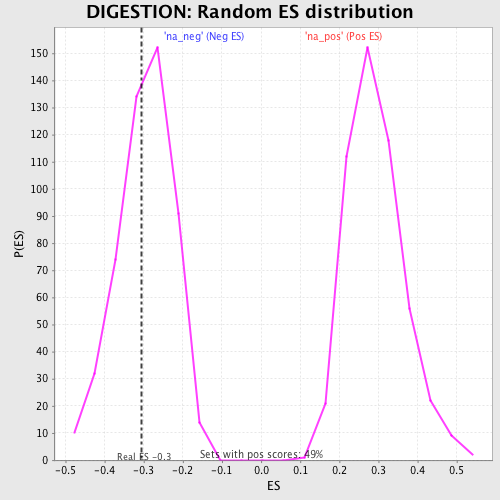 DIGESTION: Random ES distribution
'na_neg' (Neg ES) 'na_pos' (Pos ES)
150
140
130
120
110
100
90
80
70
60
50
40
30
20
10
0
P(ES)
Real ES -0.3 Sets with pos scores: 49%
-0.5 -0.4 -0.3 -0.2 -0.1 0.0 0.1 0.2 0.3 0.4 0.5
ES